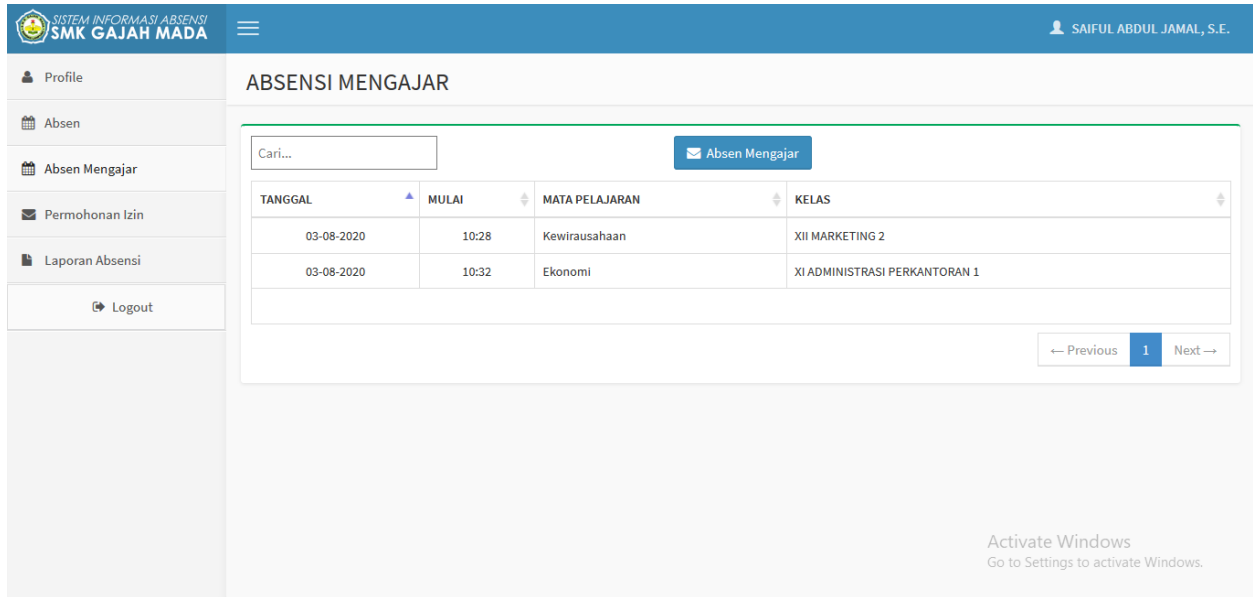 SISTEM INFORMASI ABSENSI
SMK GAJAH MADA
SAIFUL ABDUL JAMAL, S.E.
Profile
Absen
Absen Mengajar
Permohonan Izin
Laporan Absensi
Logout
ABSENSI MENGAJAR
Cari...
Absen Mengajar
TANGGAL MULAI MATA PELAJARAN KELAS
03-08-2020 10:28 Kewirausahaan XII MARKETING 2
03-08-2020 10:32 Ekonomi XI ADMINISTRASI PERKANTORAN 1
← Previous 1 Next →
Activate Windows
Go to Settings to activate Windows.